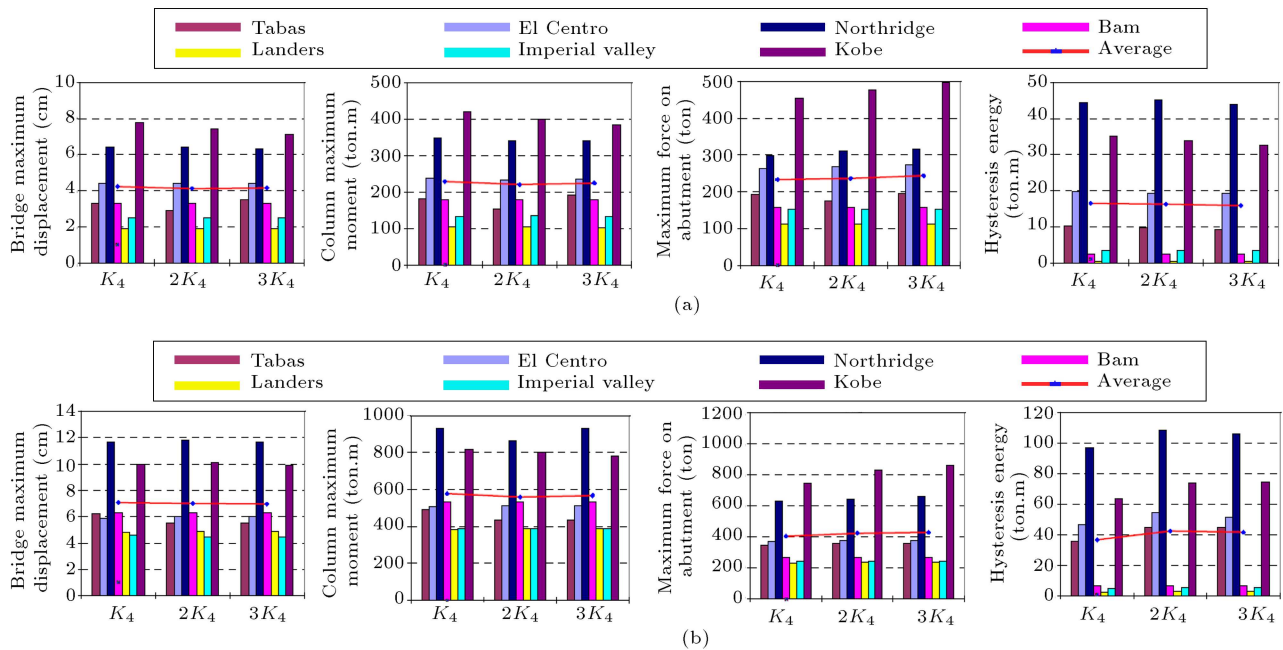 Tabas El Centro Northridge Bam
Landers Imperial valley Kobe Average
Bridge maximum
displacement (cm)
10
8
6
4
2
0
K4 2K4 3K4
Column maximum
moment (ton.m)
500
400
300
200
100
0
K4 2K4 3K4
Maximum force on
abutment (ton)
500
400
300
200
100
0
K4 2K4 3K4
Hysteresis energy
(ton.m)
50
40
30
20
10
0
K4 2K4 3K4
(a)
Tabas El Centro Northridge Bam
Landers Imperial valley Kobe Average
Bridge maximum
displacement (cm)
14
12
10
8
6
4
2
0
K4 2K4 3K4
Column maximum
moment (ton.m)
1000
800
600
400
200
0
K4 2K4 3K4
Maximum force on
abutment (ton)
1200
1000
800
600
400
200
0
K4 2K4 3K4
Hysteresis energy
(ton.m)
120
100
80
60
40
20
0
K4 2K4 3K4
(b)